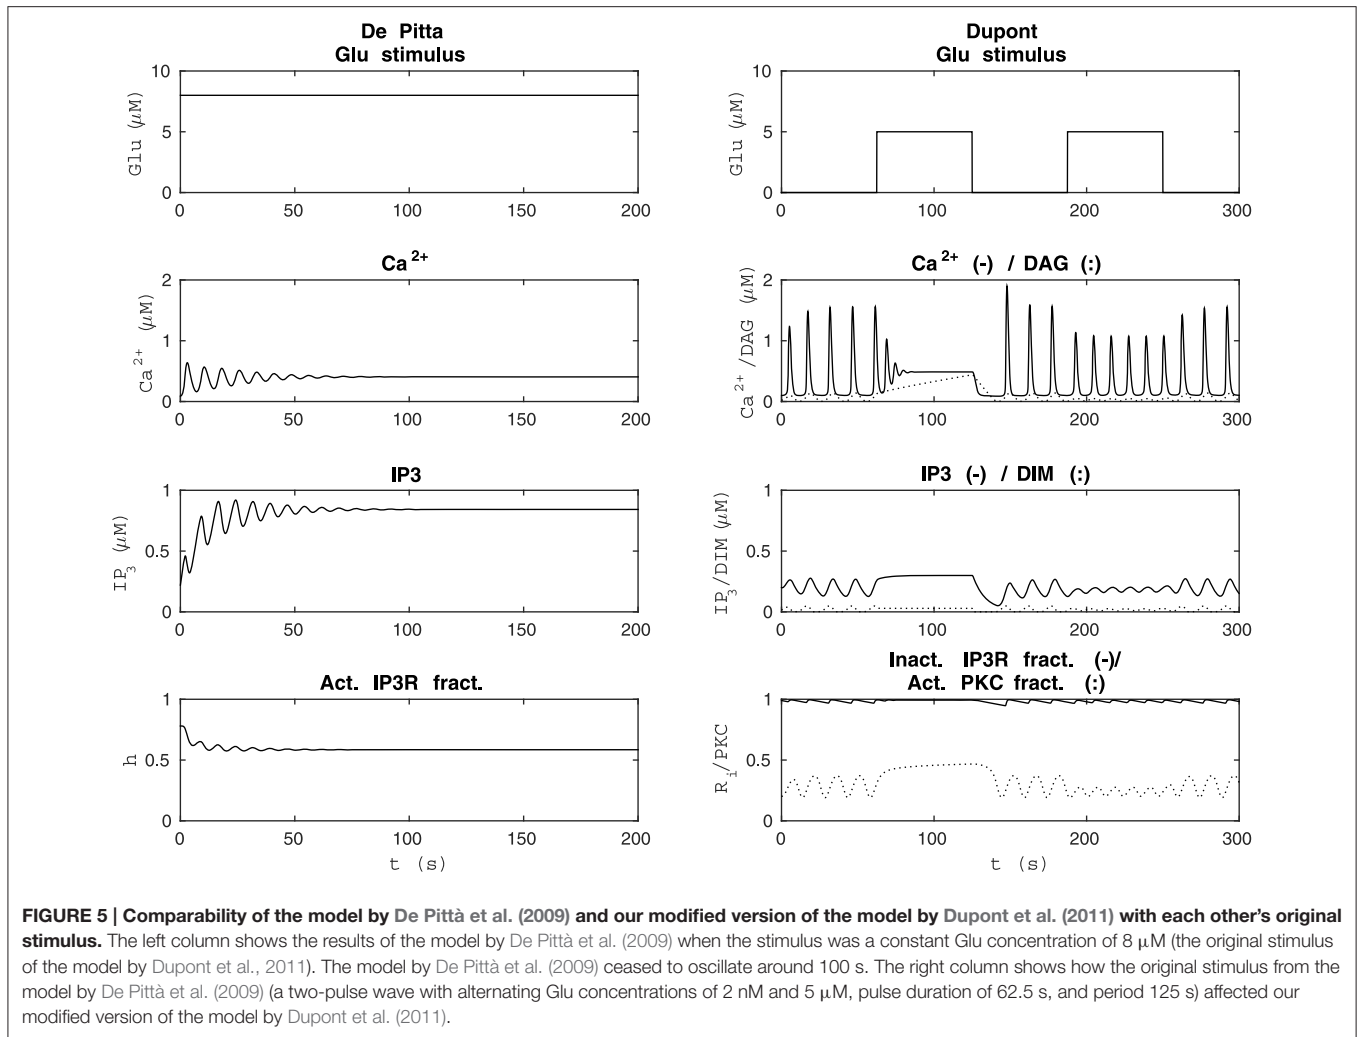 De Pitta
Glu stimulus
10
5
0
Glu (μM)
0 50 100 150 200
Ca 2+
2
1
0
Ca2+ (μM)
0 50 100 150 200
IP3
1
0.5
0
IP3 (μM)
0 50 100 150 200
Act. IP3R fract.
1
0.5
0
h
0 50 100 150 200
t (s)
Dupont
Glu stimulus
10
5
0
Glu (μM)
0 100 200 300
Ca 2+ (-) / DAG (:)
2
1
0
Ca2+/DAG (μM)
0 100 200 300
IP3 (-) / DIM (:)
1
0.5
0
IP3/DIM (μM)
0 100 200 300
Inact. IP3R fract. (-)/
Act. PKC fract. (:)
1
0.5
0
Ri/PKC
0 100 200 300
t (s)
FIGURE 5 | Comparability of the model by De Pittà et al. (2009) and our modified version of the model by Dupont et al. (2011) with each other's original
stimulus. The left column shows the results of the model by De Pittà et al. (2009) when the stimulus was a constant Glu concentration of 8 μM (the original stimulus
of the model by Dupont et al., 2011). The model by De Pittà et al. (2009) ceased to oscillate around 100 s. The right column shows how the original stimulus from the
model by De Pittà et al. (2009) (a two-pulse wave with alternating Glu concentrations of 2 nM and 5 μM, pulse duration of 62.5 s, and period 125 s) affected our
modified version of the model by Dupont et al. (2011).